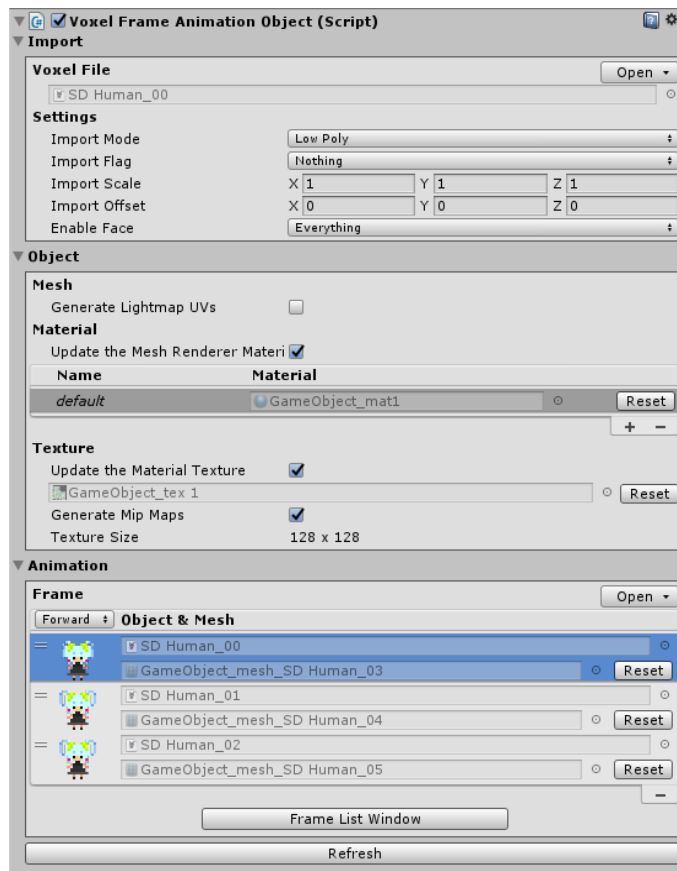 Voxel Frame Animation Object (Script)
Import
Voxel File
Open
SD Human_00
Settings
Import Mode Low Poly
Import Flag Nothing
Import Scale X 1 Y 1 Z 1
Import Offset X 0 Y 0 Z 0
Enable Face Everything
Object
Mesh
Generate Lightmap UVs
Material
Update the Mesh Renderer Materi
Name Material
default GameObject_mat1 Reset
+ −
Texture
Update the Material Texture
GameObject_tex 1 Reset
Generate Mip Maps
Texture Size 128 x 128
Animation
Frame Open
Forward Object & Mesh
SD Human_00
GameObject_mesh_SD Human_03 Reset
SD Human_01
GameObject_mesh_SD Human_04 Reset
SD Human_02
GameObject_mesh_SD Human_05 Reset
−
Frame List Window
Refresh